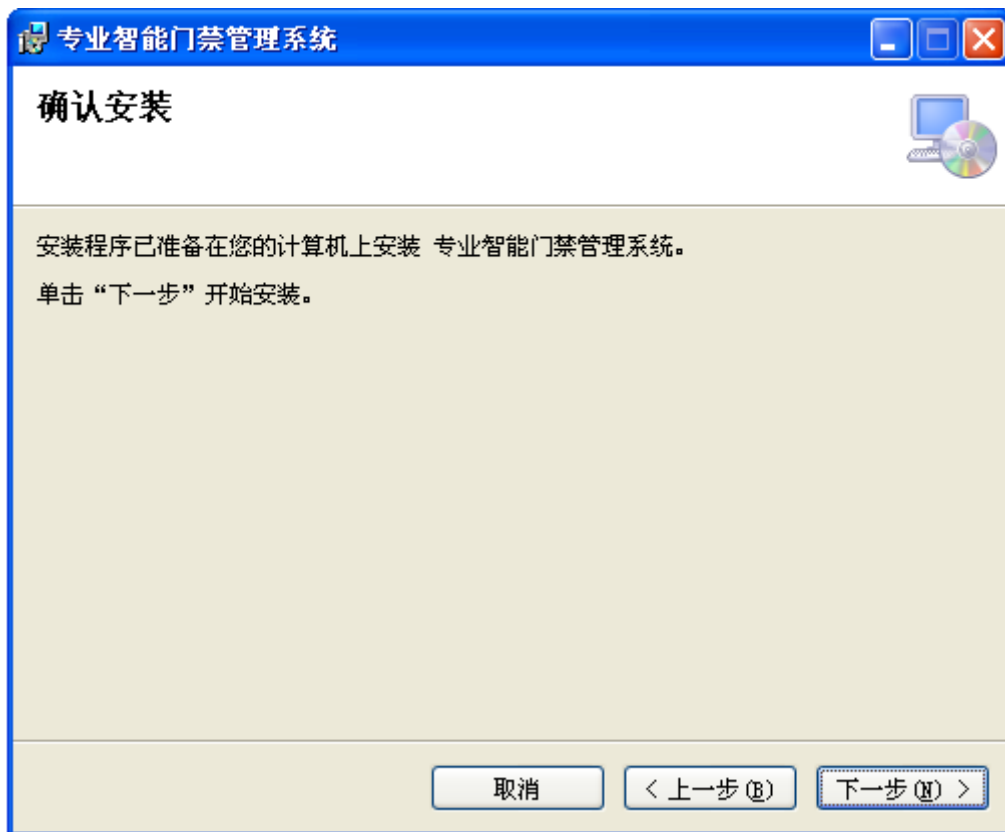 专业智能门禁管理系统
确认安装
安装程序已准备在您的计算机上安装 专业智能门禁管理系统。
单击“下一步”开始安装。
取消
< 上一步(B)
下一步(N) >